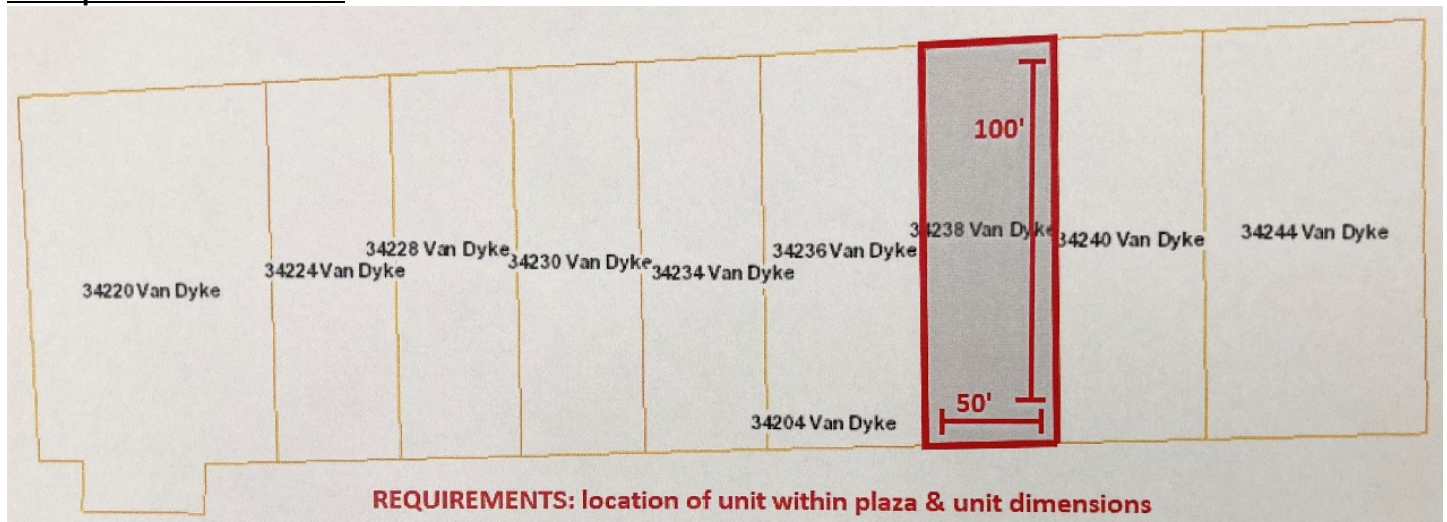 100'
34238 Van Dyke
34228 Van Dyke
34240 Van Dyke
34244 Van Dyke
34236 Van Dyke
34230 Van Dyke
34224 Van Dyke
34234 Van Dyke
34220 Van Dyke
50'
34204 Van Dyke
REQUIREMENTS: location of unit within plaza & unit dimensions